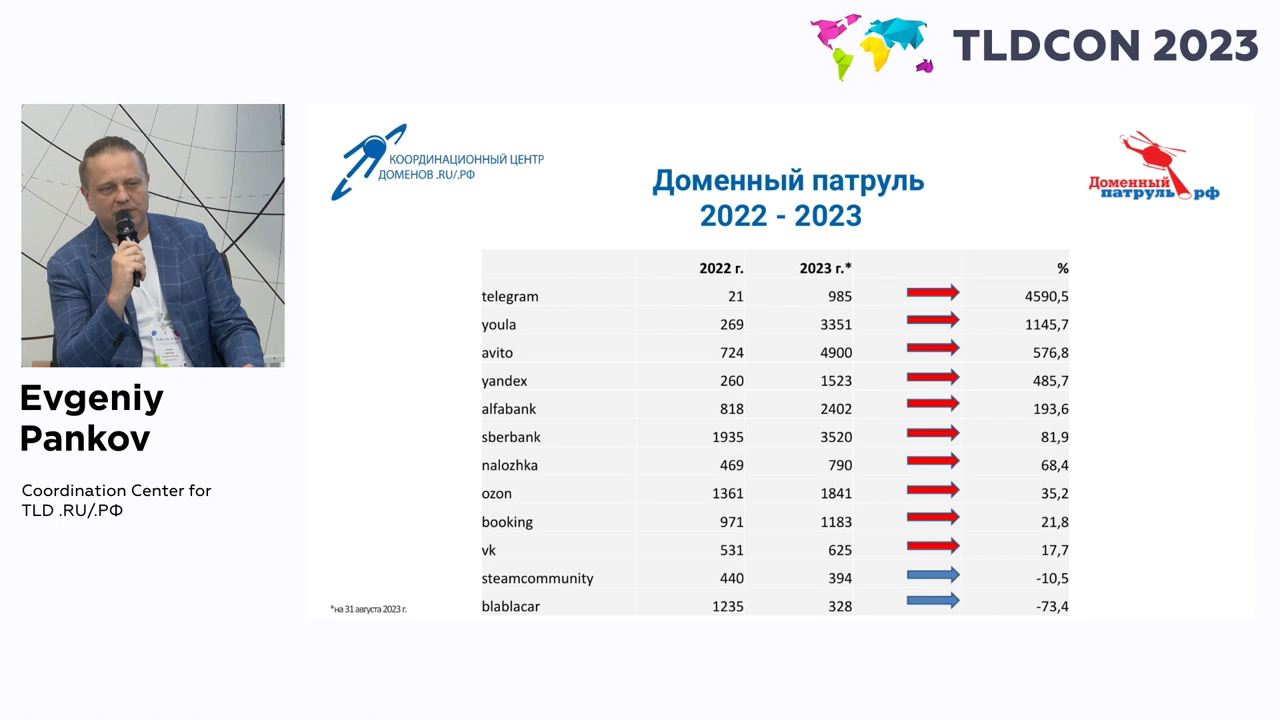 TLDCON 2023
КООРДИНАЦИОННЫЙ ЦЕНТР
ДОМЕНОВ .RU/.РФ
Доменный патруль
2022 - 2023
Доменный
патруль.рф
2022 г. 2023 г.* %
telegram 21 985 4590,5
youla 269 3351 1145,7
avito 724 4900 576,8
yandex 260 1523 485,7
alfabank 818 2402 193,6
sberbank 1935 3520 81,9
nalozhka 469 790 68,4
ozon 1361 1841 35,2
booking 971 1183 21,8
vk 531 625 17,7
steamcommunity 440 394 -10,5
blablacar 1235 328 -73,4
*на 31 августа 2023 г.
Evgeniy
Pankov
Coordination Center for
TLD .RU/.РФ